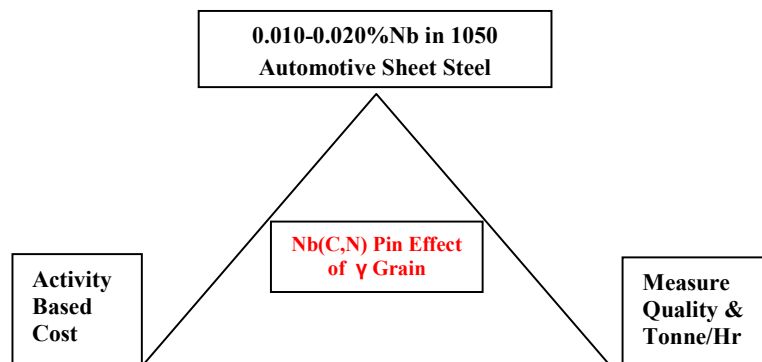 0.010-0.020%Nb in 1050
Automotive Sheet Steel
Nb(C,N) Pin Effect
of γ Grain
Activity
Based
Cost
Measure
Quality &
Tonne/Hr